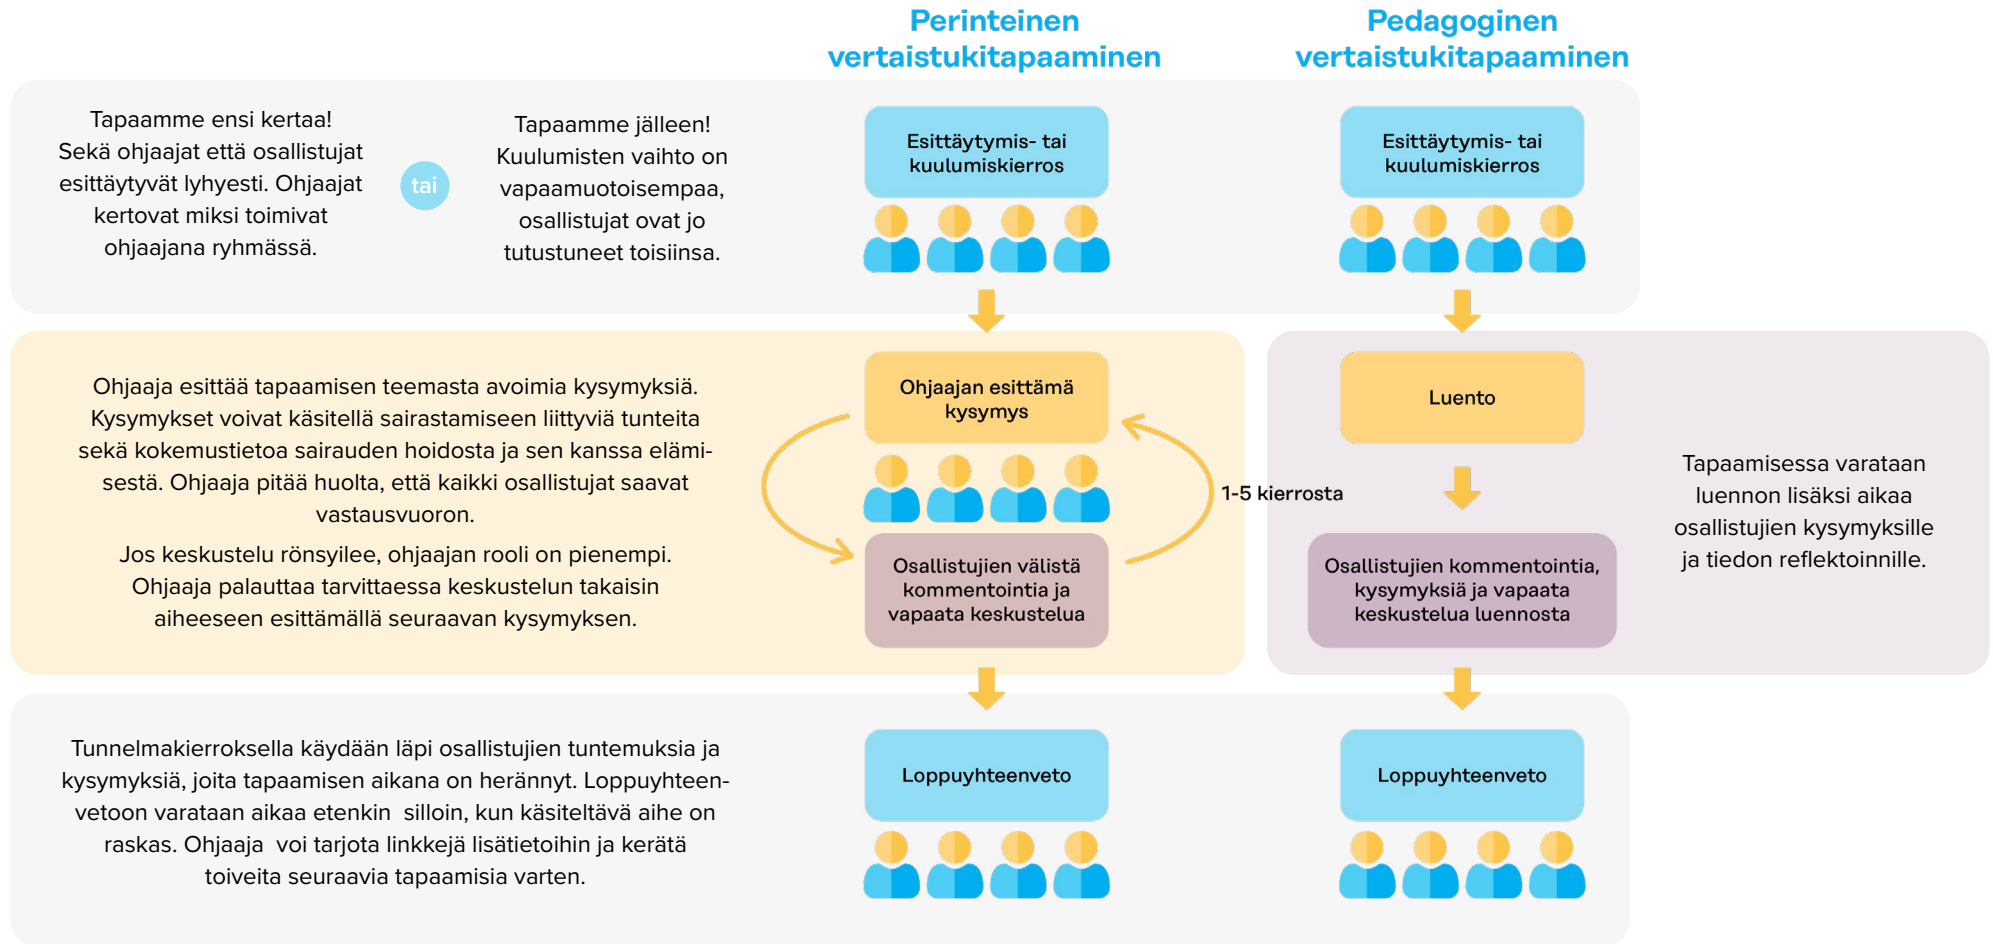 Perinteinen
vertaistukitapaaminen
Pedagoginen
vertaistukitapaaminen
Tapaamme ensi kertaa!
Sekä ohjaajat että osallistujat
esittäytyvät lyhyesti. Ohjaajat
kertovat miksi toimivat
ohjaajana ryhmässä.
tai
Tapaamme jälleen!
Kuulumisten vaihto on
vapaamuotoisempaa,
osallistujat ovat jo
tutustuneet toisiinsa.
Esittäytymis- tai
kuulumiskierros
Esittäytymis- tai
kuulumiskierros
Ohjaaja esittää tapaamisen teemasta avoimia kysymyksiä.
Kysymykset voivat käsitellä sairastamiseen liittyviä tunteita
sekä kokemustietoa sairauden hoidosta ja sen kanssa elämi-
sestä. Ohjaaja pitää huolta, että kaikki osallistujat saavat
vastausvuoron.
Jos keskustelu rönsyilee, ohjaajan rooli on pienempi.
Ohjaaja palauttaa tarvittaessa keskustelun takaisin
aiheeseen esittämällä seuraavan kysymyksen.
Ohjaajan esittämä
kysymys
1-5 kierrosta
Osallistujien välistä
kommentointia ja
vapaata keskustelua
Luento
Osallistujien kommentointia,
kysymyksiä ja vapaata
keskustelua luennosta
Tapaamisessa varataan
luennon lisäksi aikaa
osallistujien kysymyksille
ja tiedon reflektoinnille.
Tunnelmakierroksella käydään läpi osallistujien tuntemuksia ja
kysymyksiä, joita tapaamisen aikana on herännyt. Loppuyhteen-
vetoon varataan aikaa etenkin silloin, kun käsiteltävä aihe on
raskas. Ohjaaja voi tarjota linkkejä lisätietoihin ja kerätä
toiveita seuraavia tapaamisia varten.
Loppuyhteenveto
Loppuyhteenveto